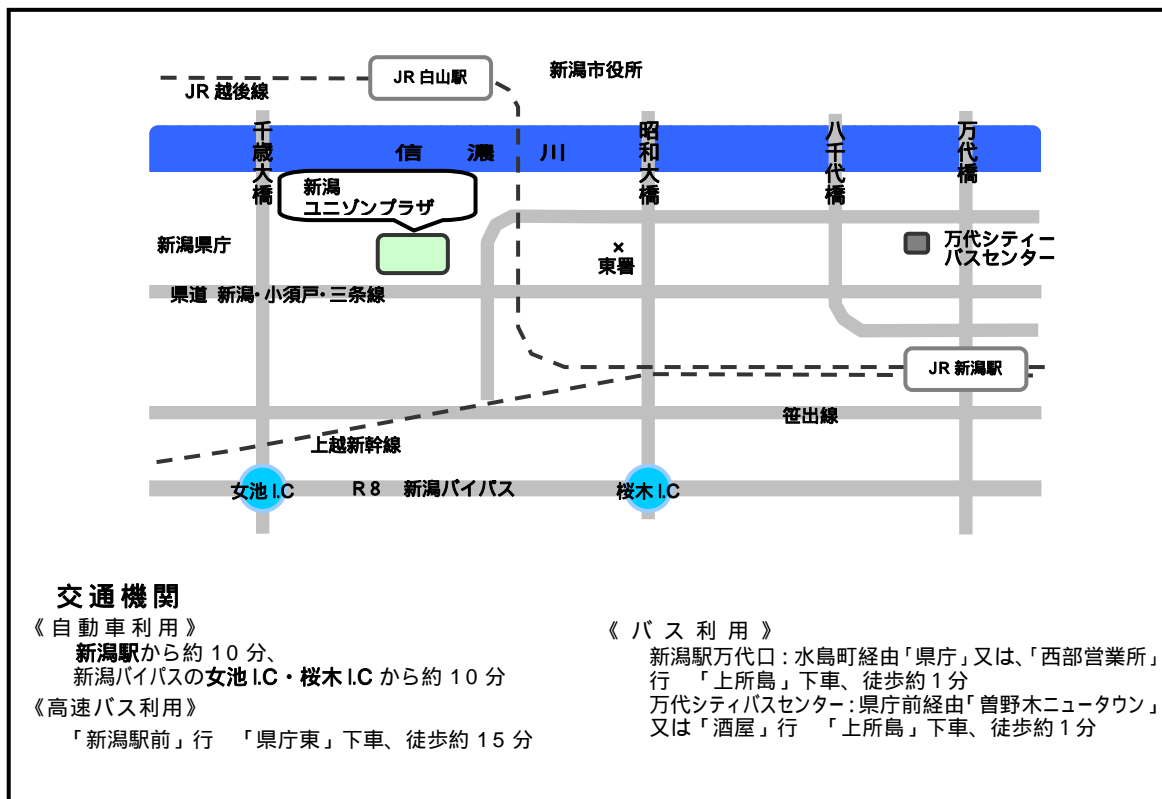 JR 白山駅
新潟市役所
JR 越後線
千歳大橋
信濃川
昭和大橋
八千代橋
万代橋
新潟
ユニゾンプラザ
新潟県庁
×
東署
万代シティー
バスセンター
県道 新潟・小須戸・三条線
JR 新潟駅
笹出線
上越新幹線
女池 I.C
R8 新潟バイパス
桜木 I.C
交通機関
《自動車利用》
新潟駅から約10分、
新潟バイパスの女池 I.C・桜木 I.C から約10分
《高速バス利用》
「新潟駅前」行 「県庁東」下車、徒歩約15分
《バス利用》
新潟駅万代口:水島町経由「県庁」又は、「西部営業所」
行 「上所島」下車、徒歩約1分
万代シティバスセンター:県庁前経由「曽野木ニュータウン」
又は「酒屋」行 「上所島」下車、徒歩約1分